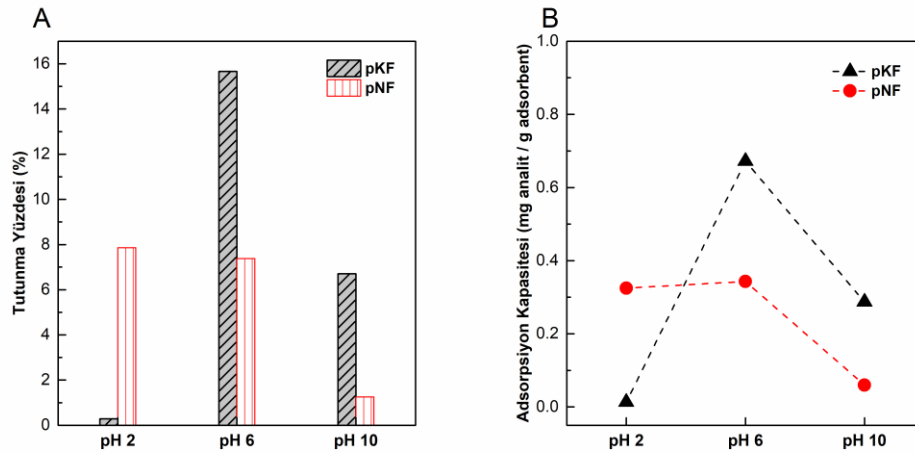 A
Tutunma Yüzdesi (%)
16
14
12
10
8
6
4
2
0
pKF
pNF
pH 2
pH 6
pH 10
B
Adsorpsiyon Kapasitesi (mg analit / g adsorbent)
1.0
0.8
0.6
0.4
0.2
0.0
pKF
pNF
pH 2
pH 6
pH 10